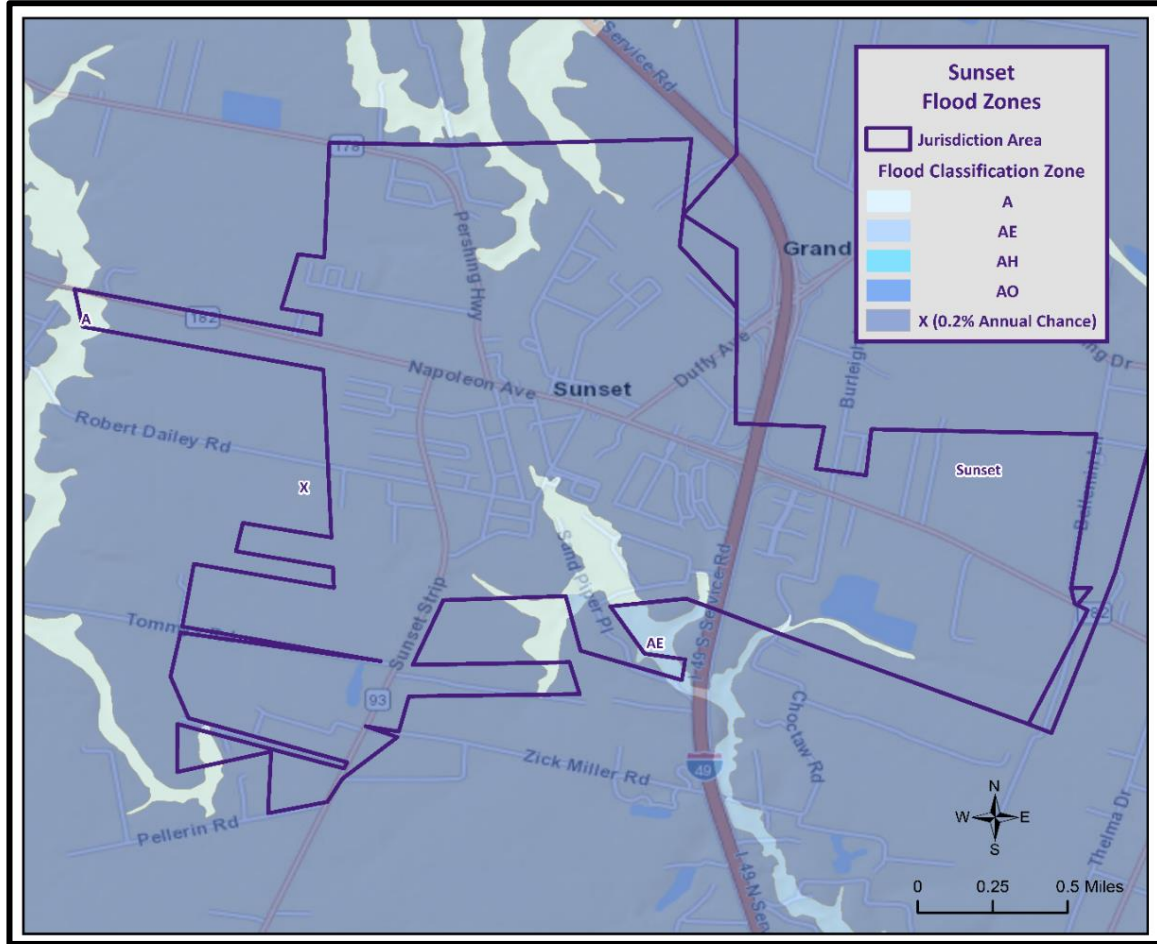 Service Rd
Sunset
Flood Zones
Jurisdiction Area
Flood Classification Zone
A
AE
AH
AO
X (0.2% Annual Chance)
178
Pershing Hwy
Grand
A
182
Napoleon Ave
Sunset
Duffy Ave
Burleigh
Robert Dailey Rd
X
Sunset
Bellemin Ln
Sand Piper Pl
I-49 S Service Rd
AE
182
Sunset Strip
93
Choctaw Rd
Zick Miller Rd
49
Pellerin Rd
Thelma Dr
I-49 N Ser
N
W E
S
0 0.25 0.5 Miles